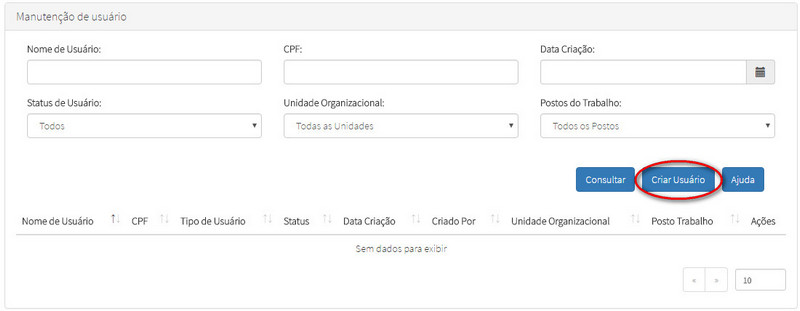 Manutenção de usuário
Nome de Usuário: CPF: Data Criação:
Status de Usuário: Unidade Organizacional: Postos do Trabalho:
Todos Todas as Unidades Todos os Postos
Consultar Criar Usuário Ajuda
Nome de Usuário CPF Tipo de Usuário Status Data Criação Criado Por Unidade Organizacional Posto Trabalho Ações
Sem dados para exibir
« » 10